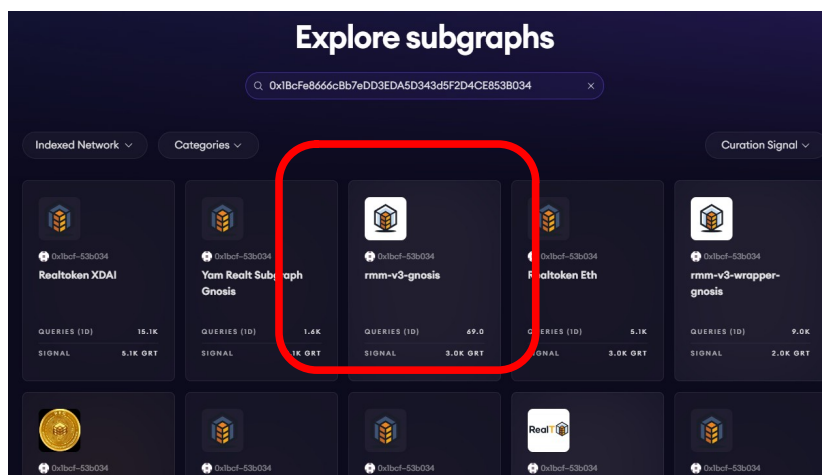 Explore subgraphs
0x1BcFe8666cBb7eDD3EDA5D343d5F2D4CE853B034 ×
Indexed Network
Categories
Curation Signal
0x1bcf-53b034
Realtoken XDAI
QUERIES (1D) 15.1K
SIGNAL 5.1K GRT
0x1bcf-53b034
Yam Realt Subgraph
Gnosis
QUERIES (1D) 1.6K
SIGNAL 1K GRT
0x1bcf-53b034
rmm-v3-gnosis
QUERIES (1D) 69.0
SIGNAL 3.0K GRT
0x1bcf-53b034
Realtoken Eth
QUERIES (1D) 5.1K
SIGNAL 3.0K GRT
0x1bcf-53b034
rmm-v3-wrapper-
gnosis
QUERIES (1D) 9.0K
SIGNAL 2.0K GRT
0x1bcf-53b034
0x1bcf-53b034
0x1bcf-53b034
RealT
0x1bcf-53b034
0x1bcf-53b034